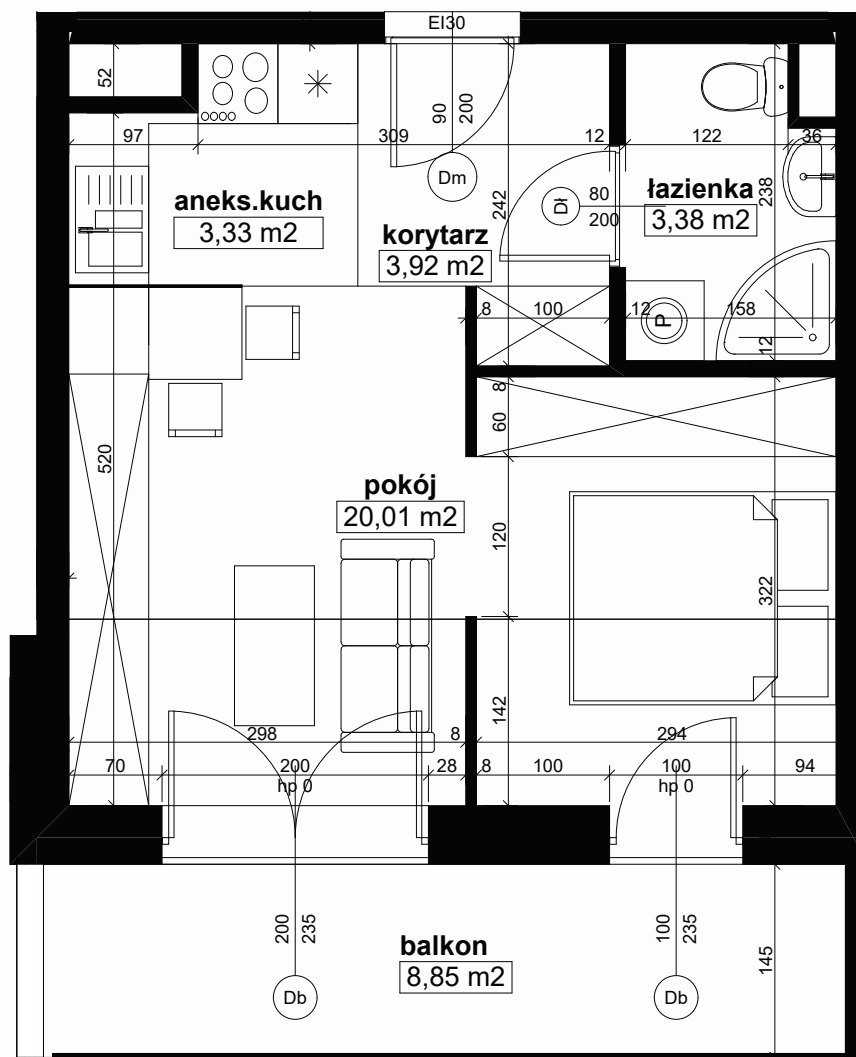 EI30
52
90
200
97
309
12
122
36
Dm
242
238
aneks.kuch
3,33 m2
korytarz
3,92 m2
Dł
80
200
łazienka
3,38 m2
8
100
12
158
P
12
8
60
520
pokój
20,01 m2
120
322
142
298
8
294
70
200
28
8
100
100
94
hp 0
hp 0
200
235
100
235
balkon
8,85 m2
145
Db
Db